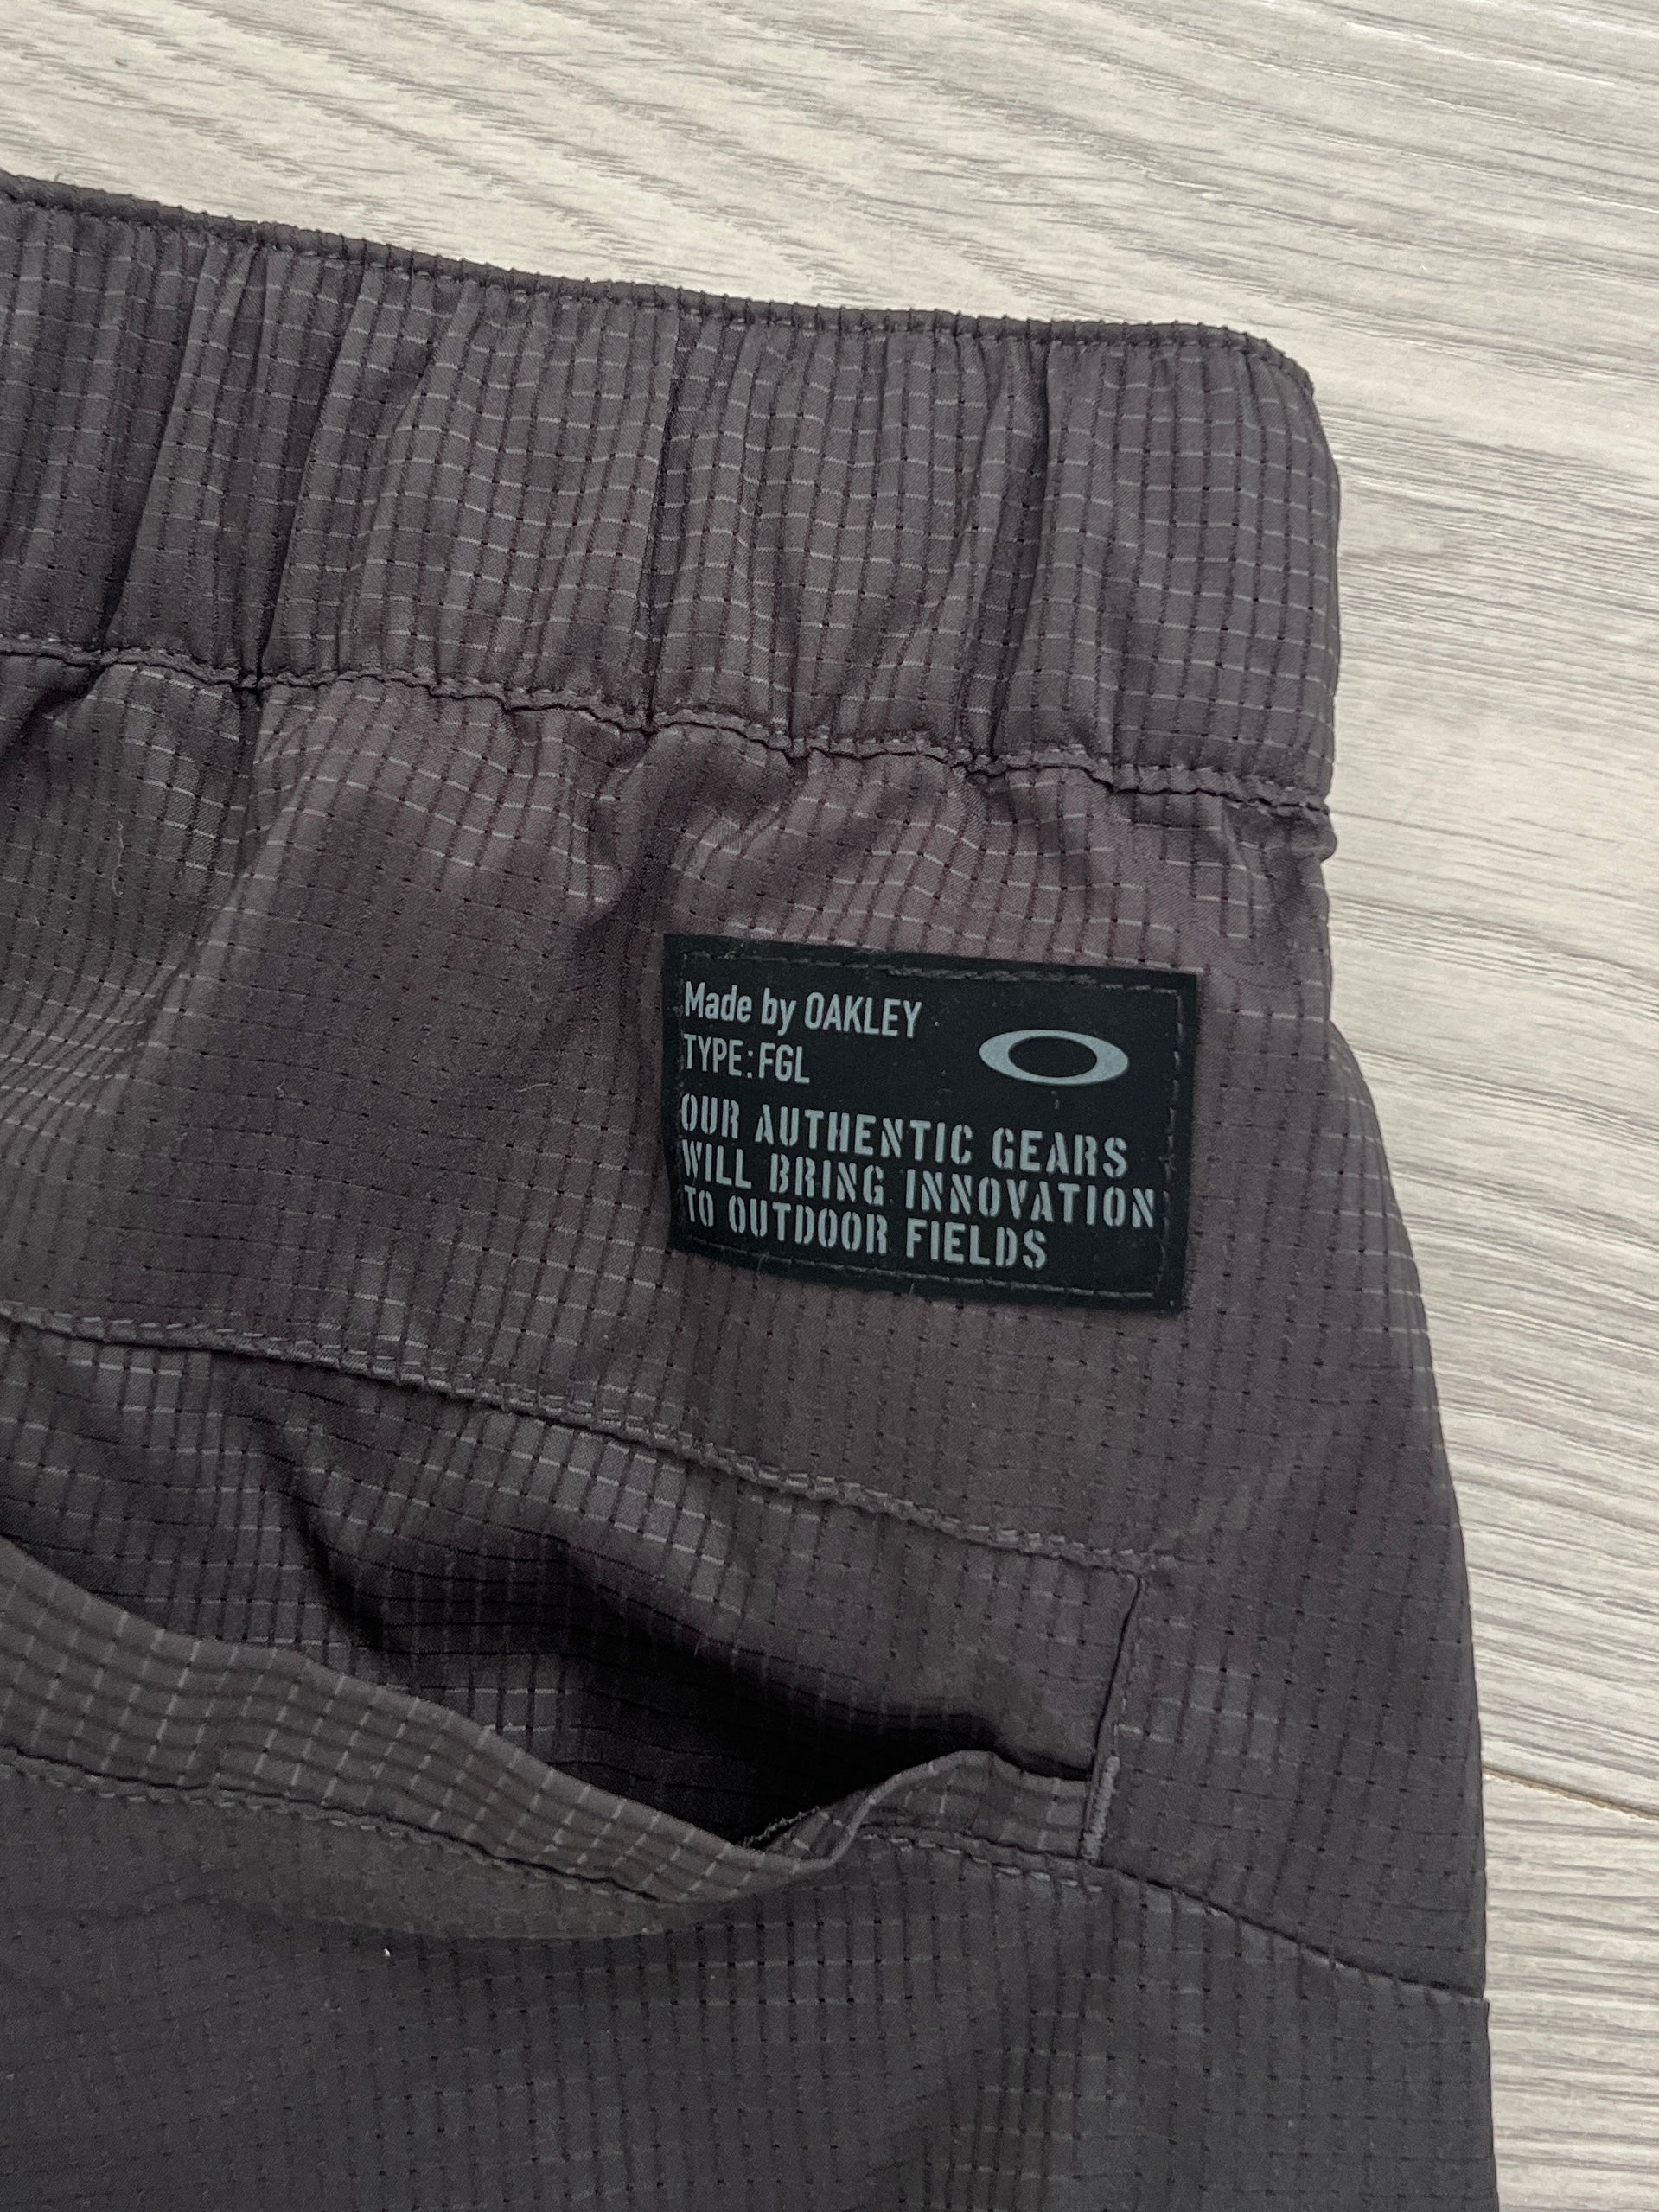 Made by OAKLEY
TYPE:FGL
OUR AUTHENTIC GEARS
WILL BRING INNOVATION
TO OUTDOOR FIELDS